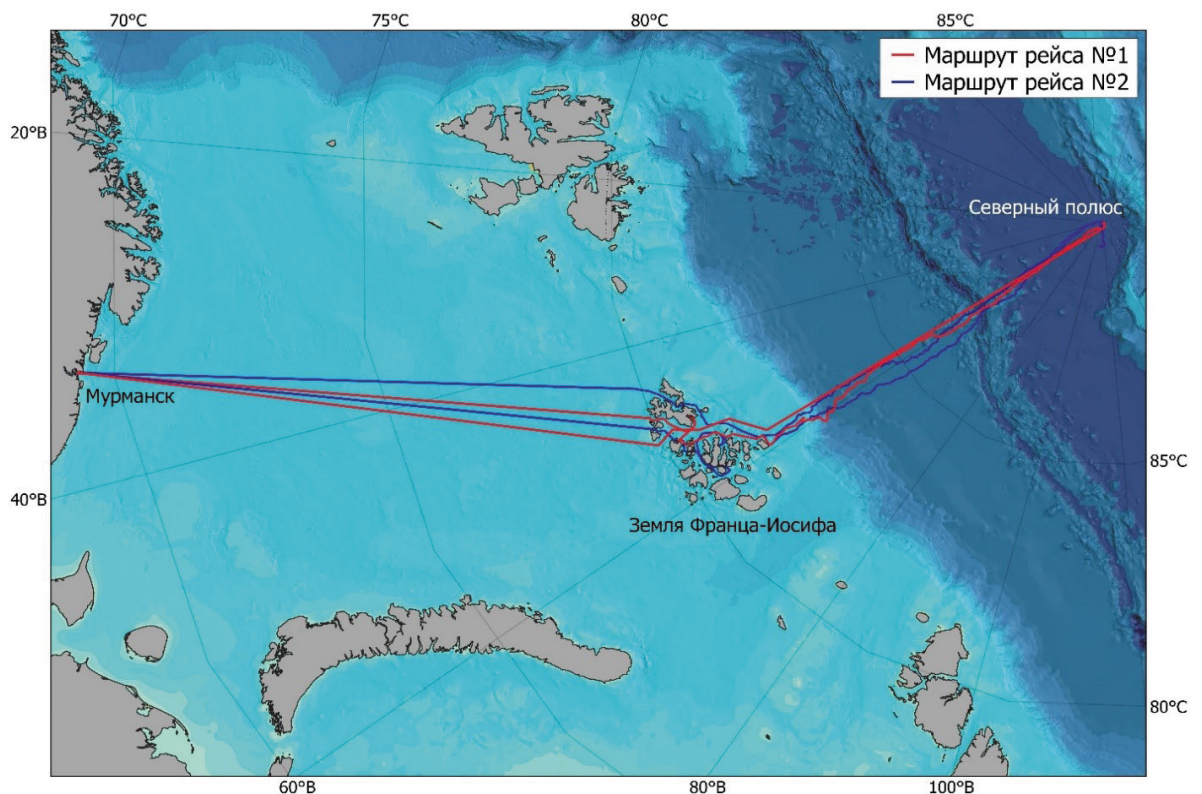 70°С
75°С
80°С
85°С
Маршрут рейса №1
Маршрут рейса №2
20°В
Северный полюс
Мурманск
85°С
40°В
Земля Франца-Иосифа
80°С
60°В
80°В
100°В